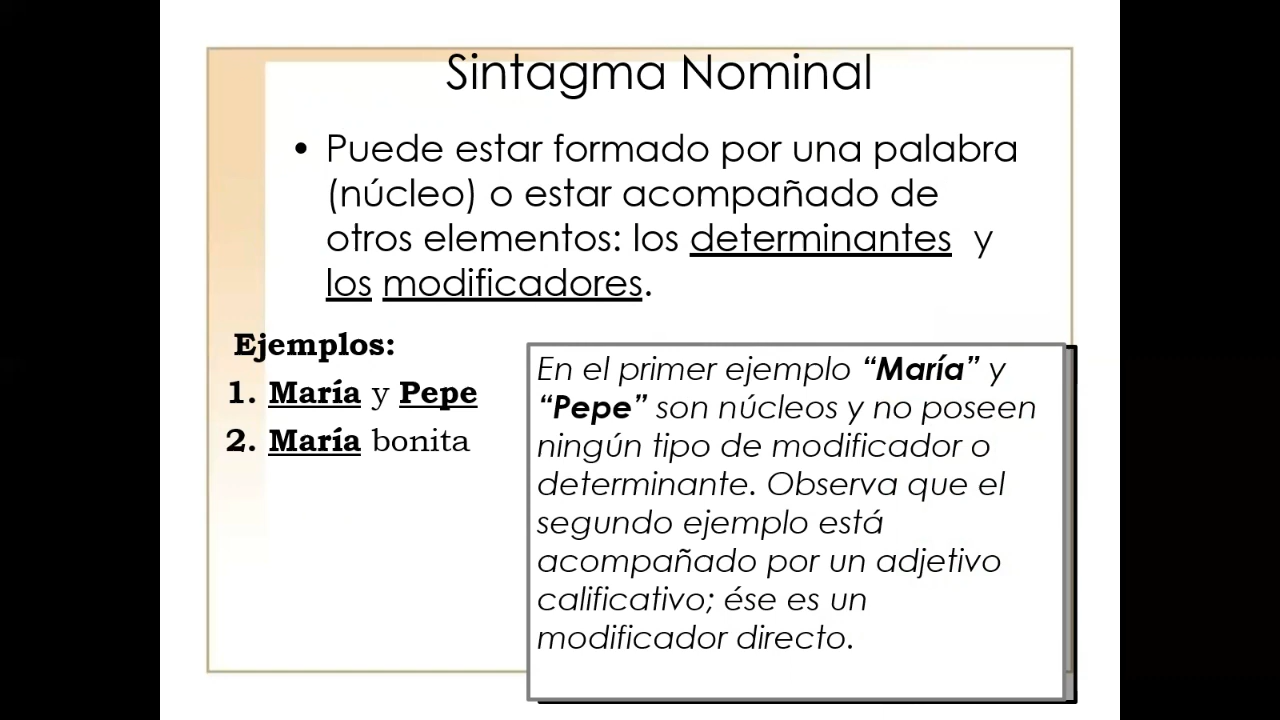 Sintagma Nominal
• Puede estar formado por una palabra
(núcleo) o estar acompañado de
otros elementos: los determinantes y
los modificadores.
Ejemplos:
1. María y Pepe
2. María bonita
En el primer ejemplo “María” y
“Pepe” son núcleos y no poseen
ningún tipo de modificador o
determinante. Observa que el
segundo ejemplo está
acompañado por un adjetivo
calificativo; ése es un
modificador directo.